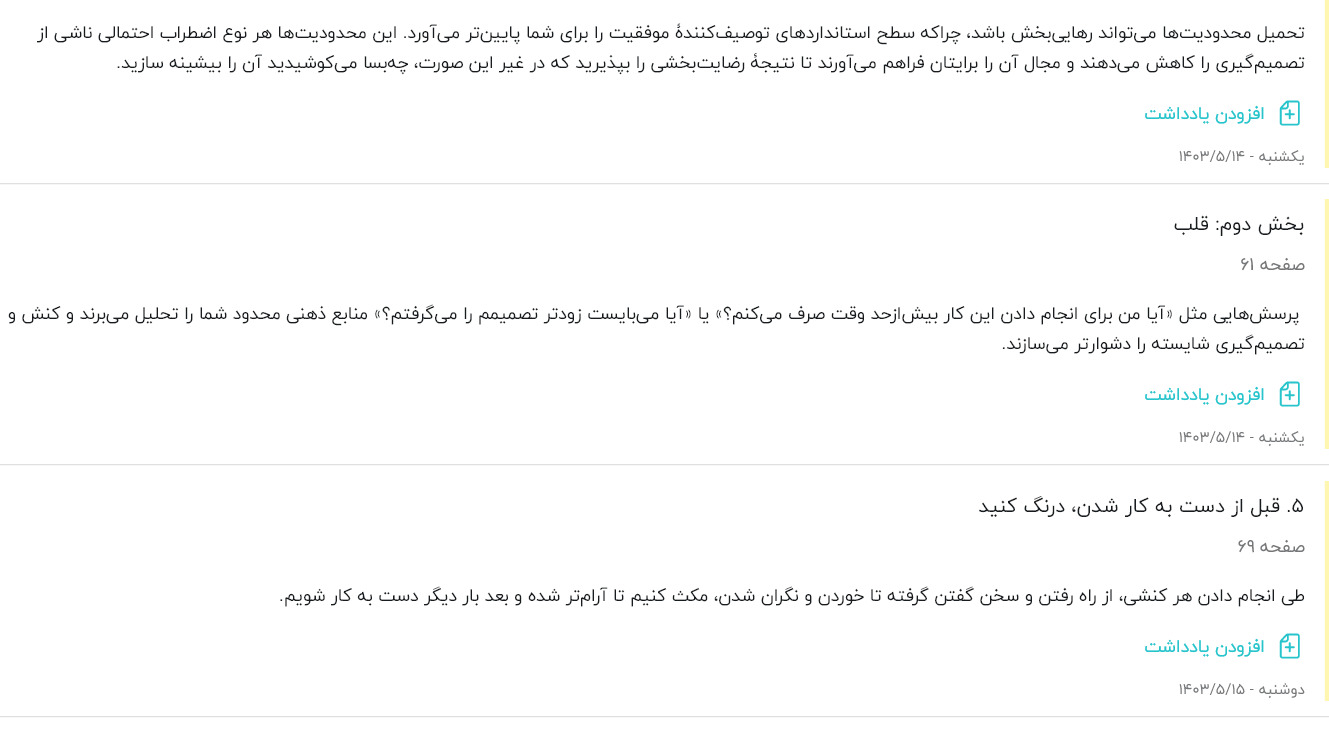 تحمیل محدودیت‌ها می‌تواند رهایی‌بخش باشد، چراکه سطح استانداردهای توصیف‌کنندهٔ موفقیت را برای شما پایین‌تر می‌آورد. این محدودیت‌ها هر نوع اضطراب احتمالی ناشی از
تصمیم‌گیری را کاهش می‌دهند و مجال آن را برایتان فراهم می‌آورند تا نتیجهٔ رضایت‌بخشی را بپذیرید که در غیر این صورت، چه‌بسا می‌کوشیدید آن را بیشینه سازید.
افزودن یادداشت
یکشنبه - ۱۴۰۳/۵/۱۴
بخش دوم: قلب
صفحه ۶۱
پرسش‌هایی مثل «آیا من برای انجام دادن این کار بیش‌ازحد وقت صرف می‌کنم؟» یا «آیا می‌بایست زودتر تصمیمم را می‌گرفتم؟» منابع ذهنی محدود شما را تحلیل می‌برند و کنش و
تصمیم‌گیری شایسته را دشوارتر می‌سازند.
افزودن یادداشت
یکشنبه - ۱۴۰۳/۵/۱۴
۵. قبل از دست به کار شدن، درنگ کنید
صفحه ۶۹
طی انجام دادن هر کنشی، از راه رفتن و سخن گفتن گرفته تا خوردن و نگران شدن، مکث کنیم تا آرام‌تر شده و بعد بار دیگر دست به کار شویم.
افزودن یادداشت
دوشنبه - ۱۴۰۳/۵/۱۵